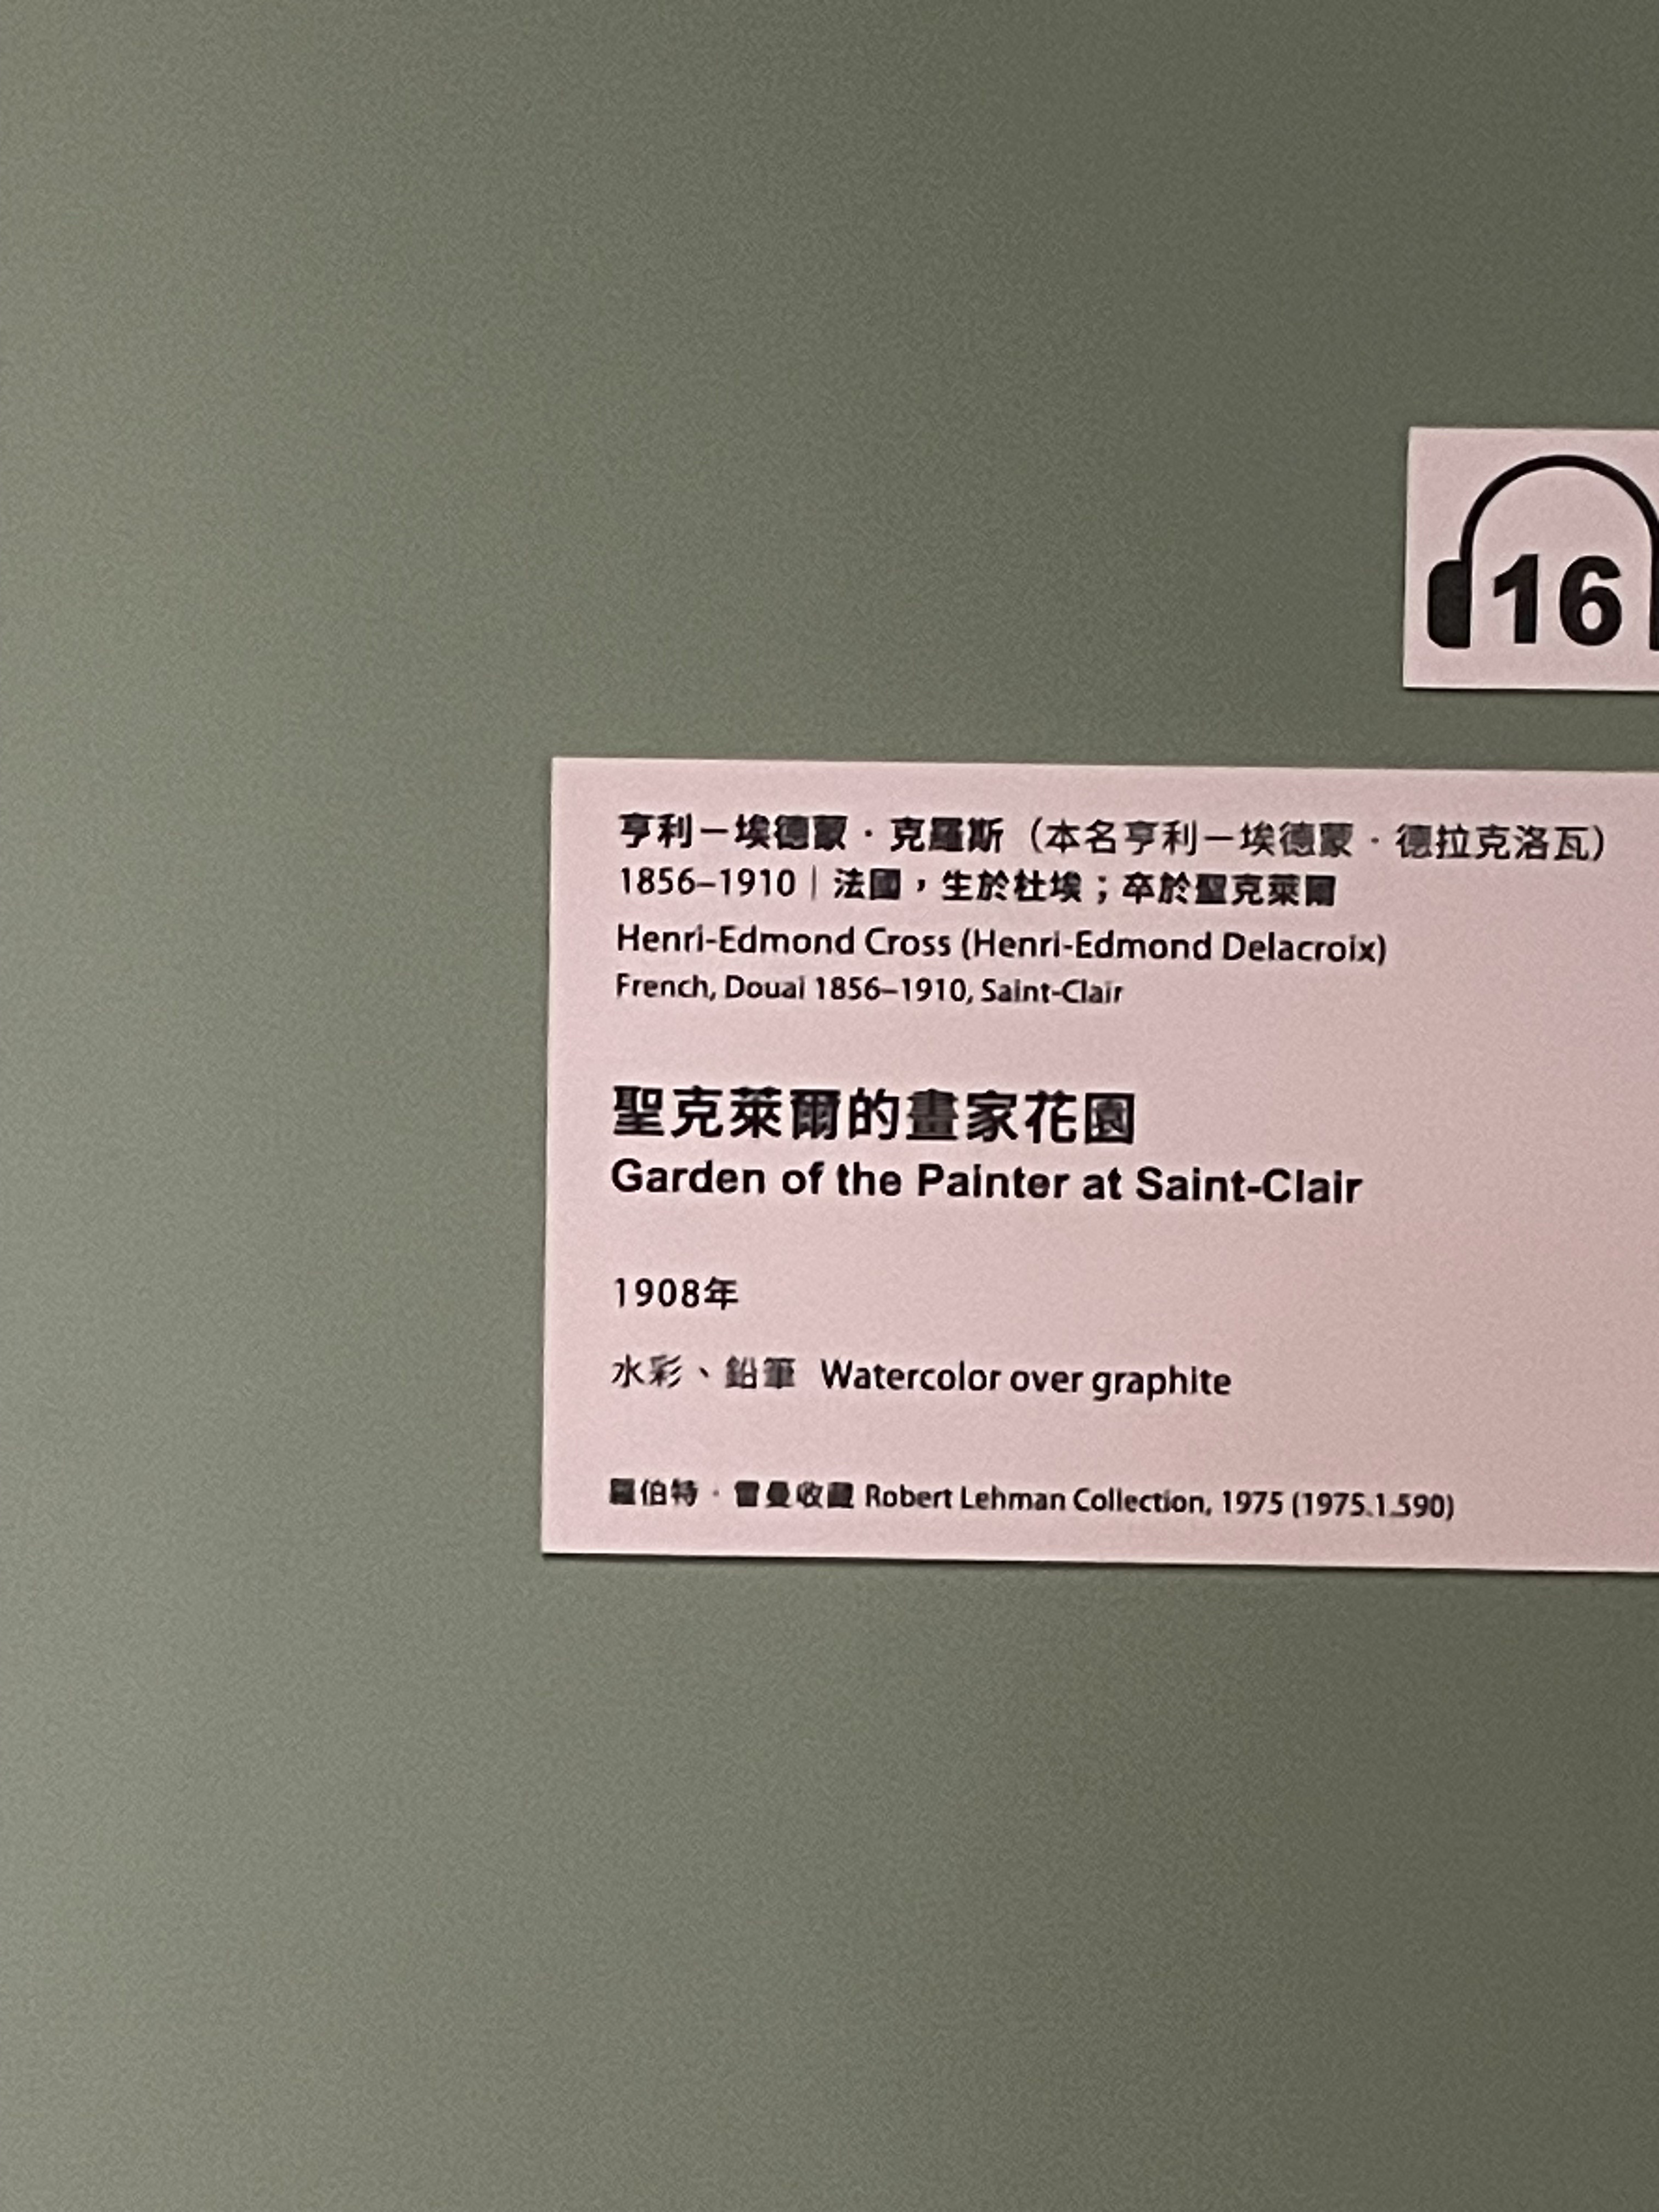 16
亨利－埃德蒙．克羅斯（本名亨利－埃德蒙．德拉克洛瓦）
1856–1910｜法國，生於杜埃；卒於聖克萊爾
Henri-Edmond Cross (Henri-Edmond Delacroix)
French, Douai 1856–1910, Saint-Clair
聖克萊爾的畫家花園
Garden of the Painter at Saint-Clair
1908年
水彩、鉛筆 Watercolor over graphite
羅伯特．雷曼收藏 Robert Lehman Collection, 1975 (1975.1.590)